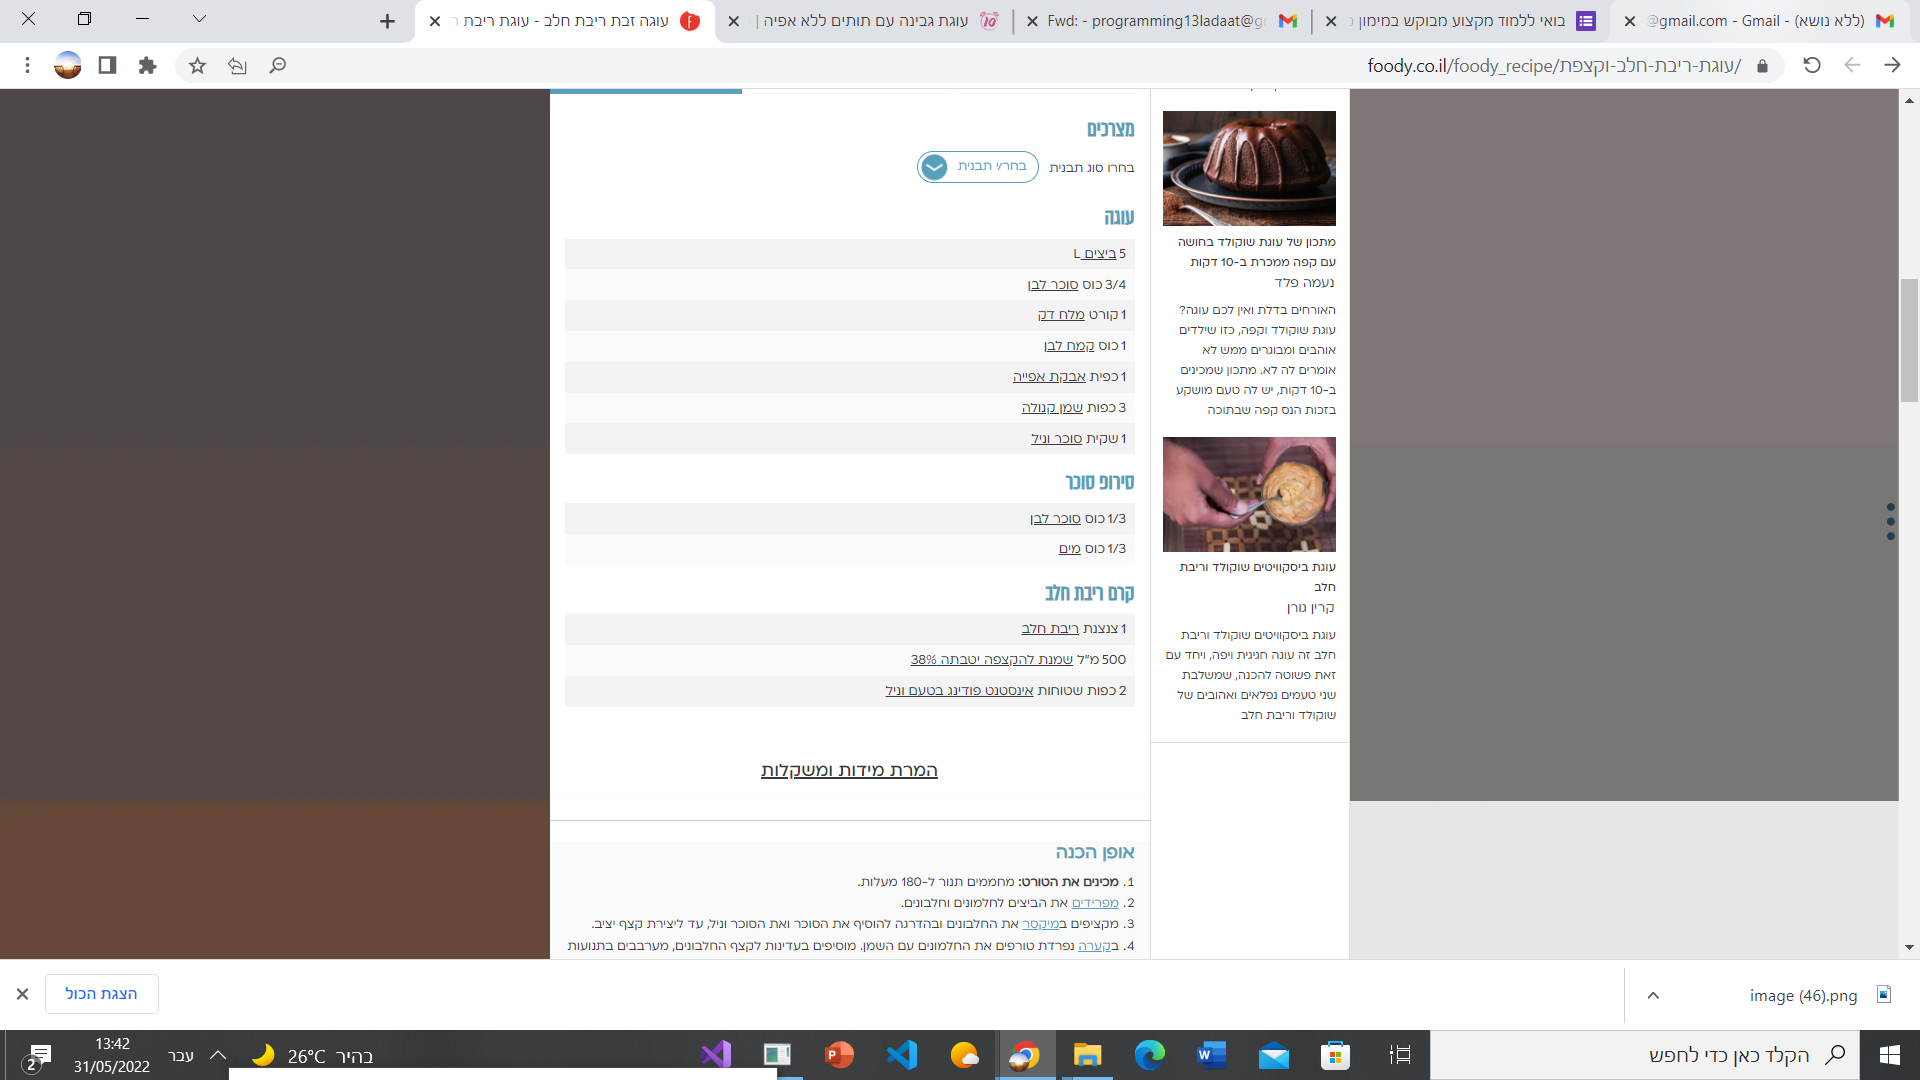 (ללא נושא) - @gmail.com - Gmail
בואי ללמוד מקצוע מבוקש במימון
Fwd: - programming13ladaat@g
עוגת גבינה עם תותים ללא אפיה |
עוגה זבת ריבת חלב - עוגת ריבת
foody.co.il/foody_recipe/עוגת-ריבת-חלב-וקצפת/
מתכון של עוגת שוקולד בחושה
עם קפה ממכרת ב-10 דקות
נעמה פלד
האורחים בדלת ואין לכם עוגה?
עוגת שוקולד וקפה, כזו שילדים
אוהבים ומבוגרים ממש לא
אומרים לה לא. מתכון שמכינים
ב-10 דקות, יש לה טעם מושקע
בזכות הנס קפה שבתוכה
עוגת ביסקוויטים שוקולד וריבת
חלב
קרין גורן
עוגת ביסקוויטים שוקולד וריבת
חלב זה עוגה חגיגית ויפה, ויחד עם
זאת פשוטה להכנה, שמשלבת
שני טעמים נפלאים ואהובים של
שוקולד וריבת חלב
מצרכים
בחרו סוג תבנית בחר/י תבנית
עוגה
5 ביצים L
3/4 כוס סוכר לבן
1 קורט מלח דק
1 כוס קמח לבן
1 כפית אבקת אפייה
3 כפות שמן קנולה
1 שקית סוכר וניל
סירופ סוכר
1/3 כוס סוכר לבן
1/3 כוס מים
קרם ריבת חלב
1 צנצנת ריבת חלב
500 מ"ל שמנת להקצפה יטבתה 38%
2 כפות שטוחות אינסטנט פודינג בטעם וניל
המרת מידות ומשקלות
אופן הכנה
1. מכינים את הטורט: מחממים תנור ל-180 מעלות.
2. מפרידים את הביצים לחלמונים וחלבונים.
3. מקציפים במיקסר את החלבונים ובהדרגה להוסיף את הסוכר ואת הסוכר וניל, עד ליצירת קצף יציב.
4. בקערה נפרדת טורפים את החלמונים עם השמן. מוסיפים בעדינות לקצף החלבונים, מערבבים בתנועות
image (46).png
הצגת הכול
הקלד כאן כדי לחפש
26°C בהיר
עבר
13:42
31/05/2022
2